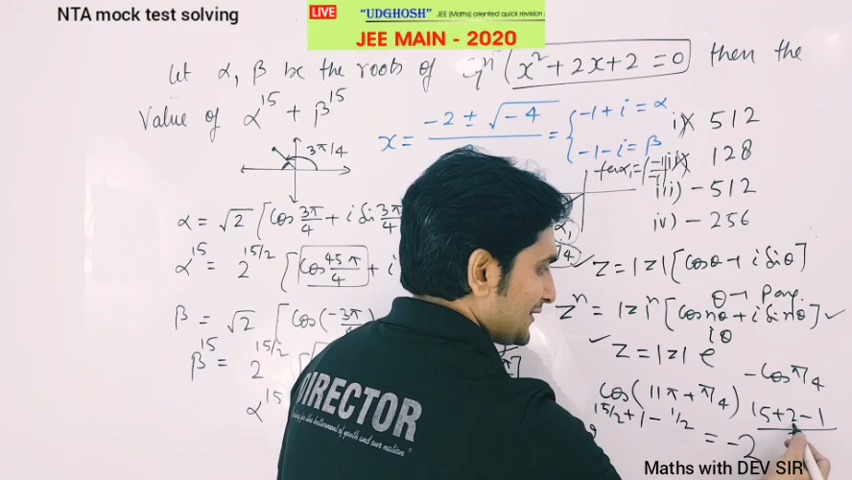 NTA mock test solving
LIVE "UDGHOSH" JEE (Maths) oriented quick revision
JEE MAIN - 2020
Let α, β be the roots of qⁿ (x²+2x+2=0) then the
Value of α¹⁵ + β¹⁵
x = -2 ± √-4 = { -1+i = α
-1-i = β
i) 512
ii) 128
iii) -512
iv) -256
3π/4
α = √2 [cos 3π/4 + i sin 3π/4
α¹⁵ = 2^15/2 [cos 45π/4 + i
β = √2 [cos(-3π/4)
β¹⁵ = 2^15/2
α¹⁵
z = |z| [cosθ + i sinθ]
zⁿ = |z|ⁿ [cos nθ + i sin nθ]
z = |z| e^iθ
-cos π/4
cos(11π + π/4)
15/2 + 1 - 1/2
= -2
15+2-1
DIRECTOR
Maths with DEV SIR